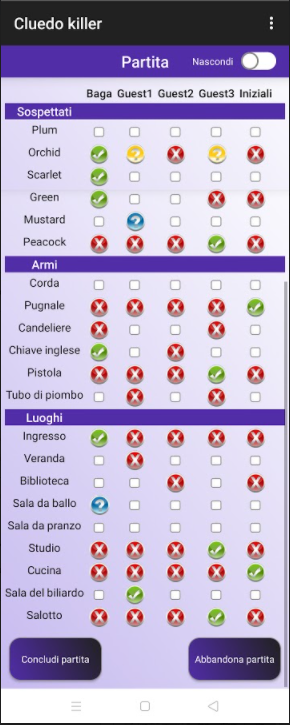 Cluedo killer
Partita
Nascondi
Baga Guest1 Guest2 Guest3 Iniziali
Sospettati
Plum
Orchid
Scarlet
Green
Mustard
Peacock
Armi
Corda
Pugnale
Candeliere
Chiave inglese
Pistola
Tubo di piombo
Luoghi
Ingresso
Veranda
Biblioteca
Sala da ballo
Sala da pranzo
Studio
Cucina
Sala del biliardo
Salotto
Concludi partita
Abbandona partita